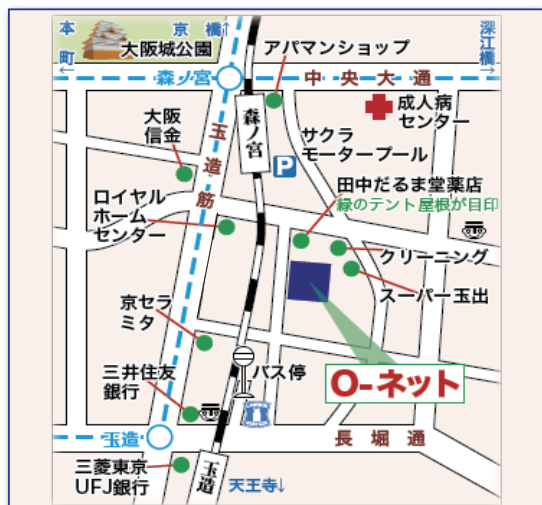 本町
←
京橋↑
大阪城公園
アパマンショップ
深江橋
→
森ノ宮
中央大通
成人病
センター
大阪
信金
玉造筋
森ノ宮
サクラ
モータープール
P
田中だるま堂薬店
緑のテント屋根が目印
ロイヤル
ホーム
センター
クリーニング
スーパー玉出
京セラ
ミタ
バス停
三井住友
銀行
O-ネット
玉造
長堀通
三菱東京
UFJ銀行
玉造
天王寺↓